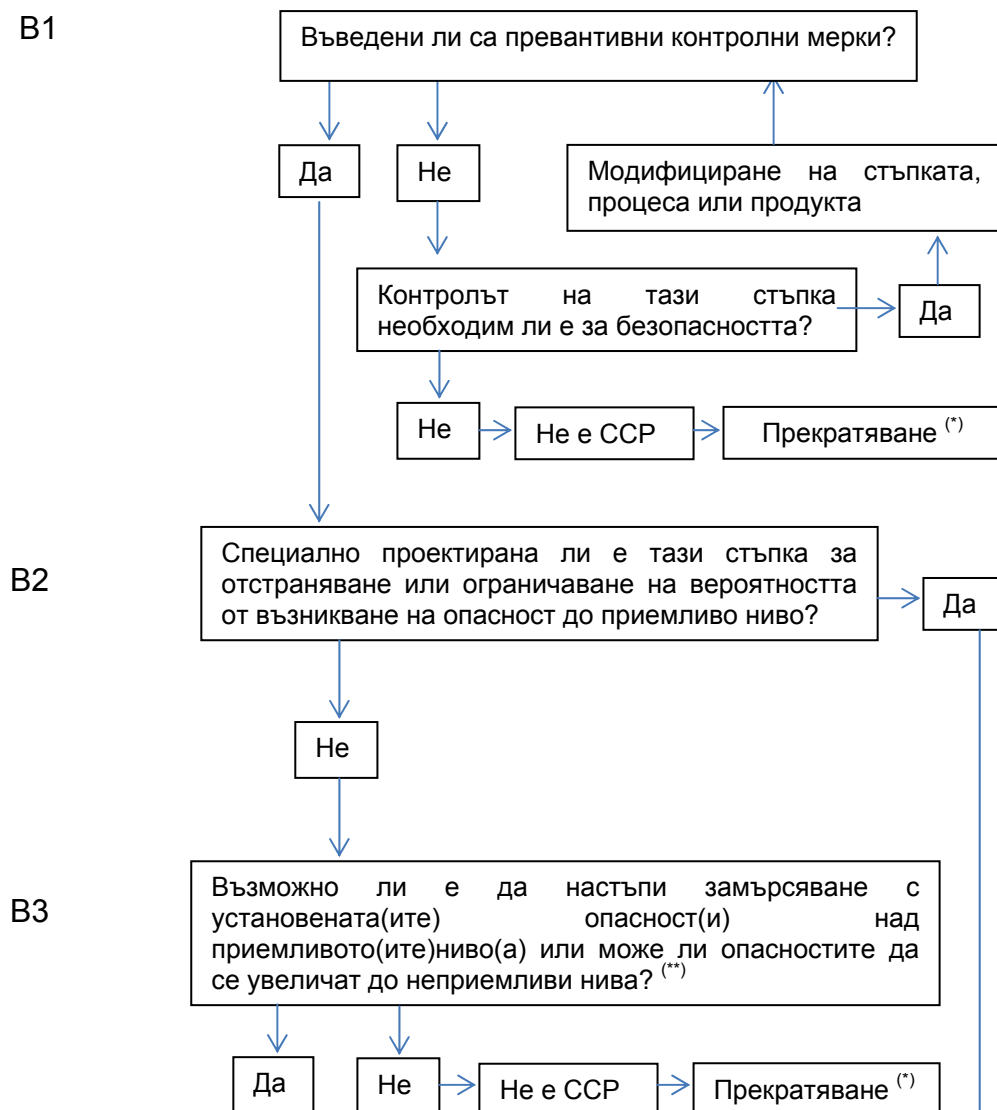 В1
Въведени ли са превантивни контролни мерки?
Да
Не
Модифициране на стъпката,
процеса или продукта
Контролът на тази стъпка
необходим ли е за безопасността?
Да
Не
Не е ССР
Прекратяване (*)
В2
Специално проектирана ли е тази стъпка за
отстраняване или ограничаване на вероятността
от възникване на опасност до приемливо ниво?
Да
Не
В3
Възможно ли е да настъпи замърсяване с
установената(ите) опасност(и) над
приемливото(ите)ниво(а) или може ли опасностите да
се увеличат до неприемливи нива? (**)
Да
Не
Не е ССР
Прекратяване (*)